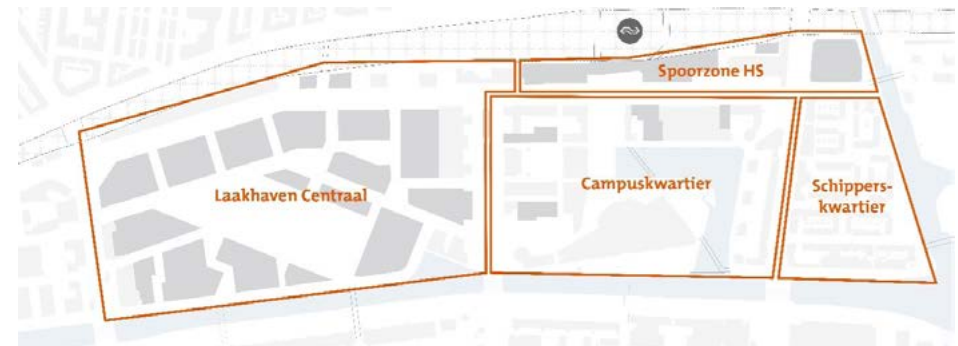 Spoorzone HS
Laakhaven Centraal
Campuskwartier
Schippers-
kwartier